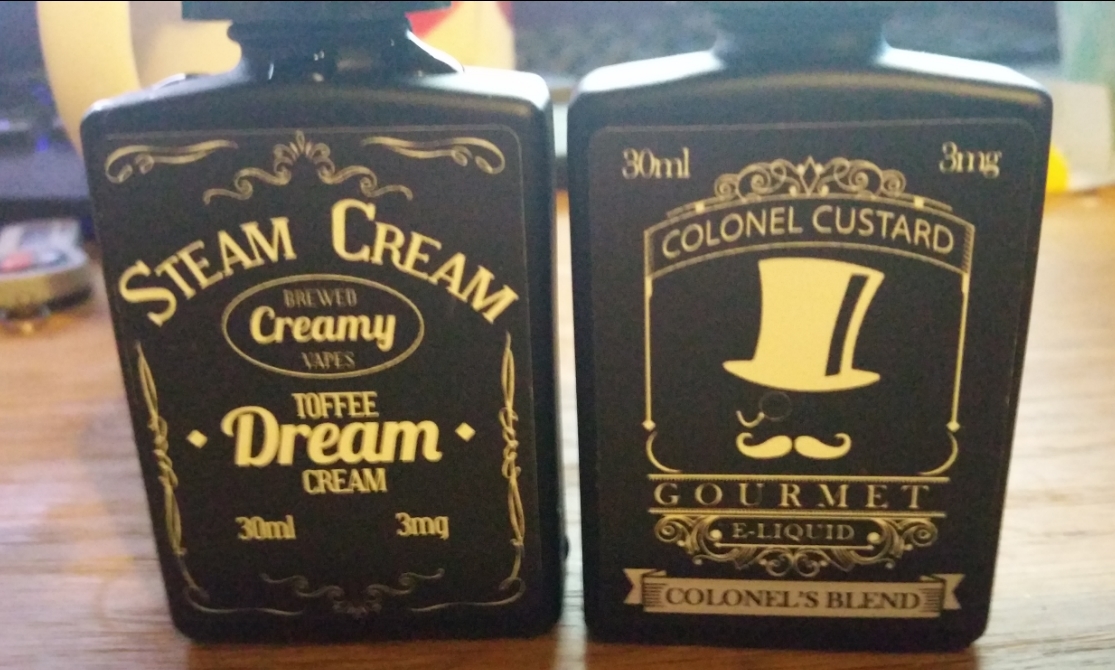 STEAM CREAM
BREWED
Creamy
VAPES
TOFFEE
Dream
CREAM
30ml 3mg
30ml 3mg
COLONEL CUSTARD
GOURMET
E-LIQUID
COLONEL'S BLEND